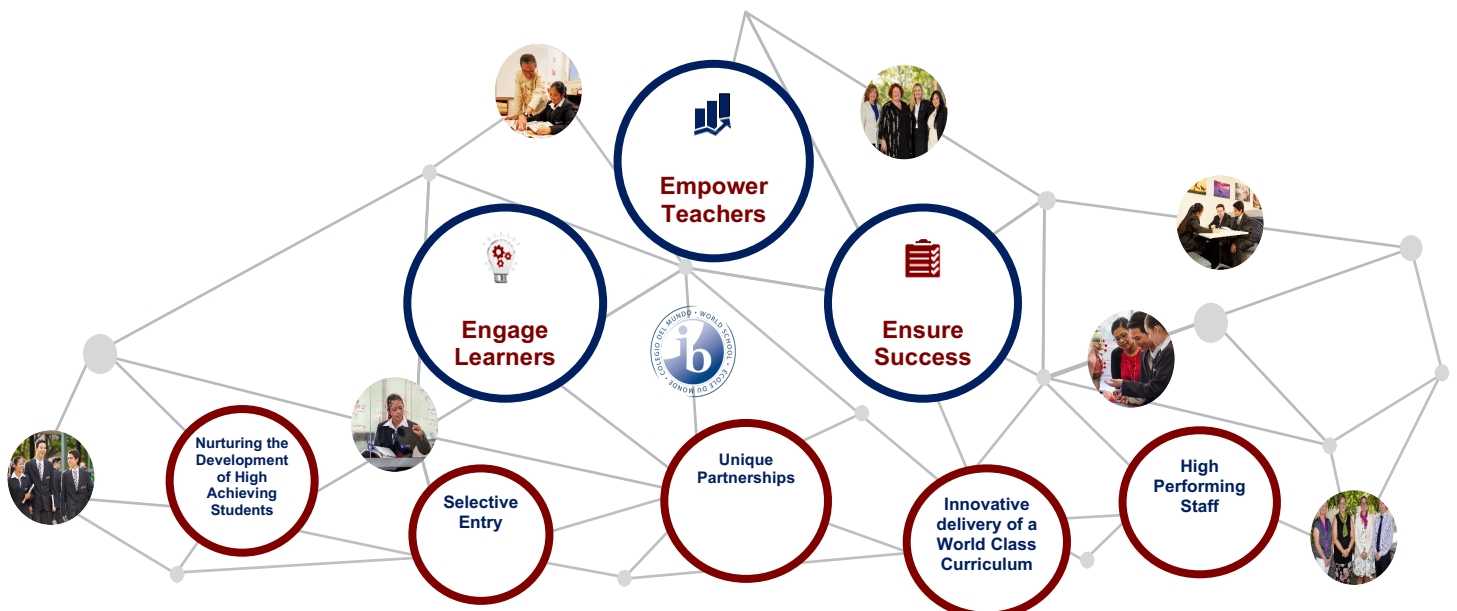 Empower
Teachers
Engage
Learners
Ensure
Success
COLEGIO DEL MUNDO • WORLD SCHOOL • ECOLE DU MONDE •
ib
Nurturing the
Development
of High
Achieving
Students
Selective
Entry
Unique
Partnerships
Innovative
delivery of a
World Class
Curriculum
High
Performing
Staff